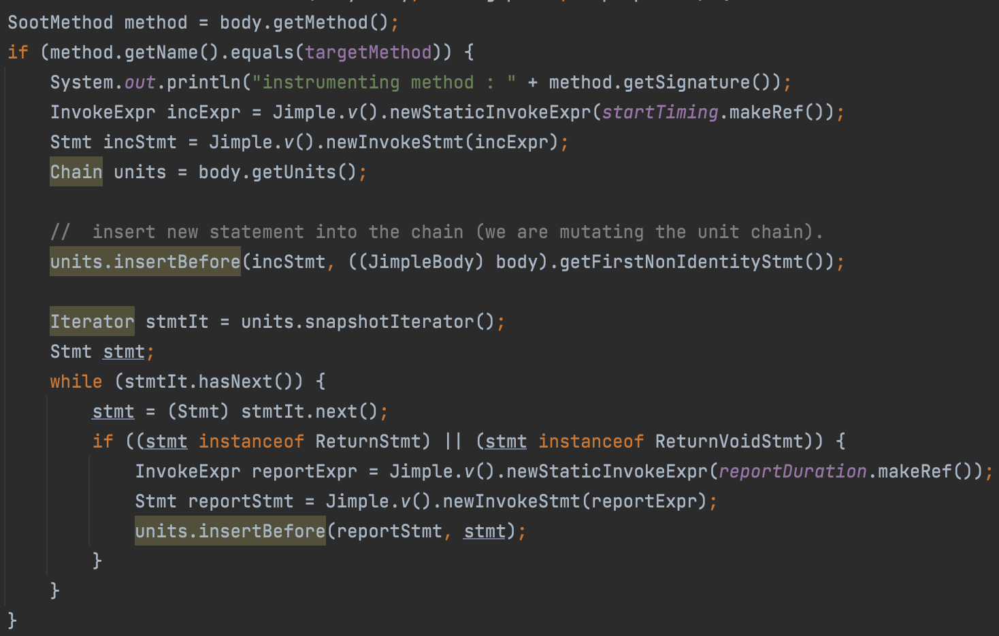 SootMethod method = body.getMethod();
if (method.getName().equals(targetMethod)) {
System.out.println("instrumenting method : " + method.getSignature());
InvokeExpr incExpr = Jimple.v().newStaticInvokeExpr(startTiming.makeRef());
Stmt incStmt = Jimple.v().newInvokeStmt(incExpr);
Chain units = body.getUnits();
//  insert new statement into the chain (we are mutating the unit chain).
units.insertBefore(incStmt, ((JimpleBody) body).getFirstNonIdentityStmt());
Iterator stmtIt = units.snapshotIterator();
Stmt stmt;
while (stmtIt.hasNext()) {
stmt = (Stmt) stmtIt.next();
if ((stmt instanceof ReturnStmt) || (stmt instanceof ReturnVoidStmt)) {
InvokeExpr reportExpr = Jimple.v().newStaticInvokeExpr(reportDuration.makeRef());
Stmt reportStmt = Jimple.v().newInvokeStmt(reportExpr);
units.insertBefore(reportStmt, stmt);
}
}
}